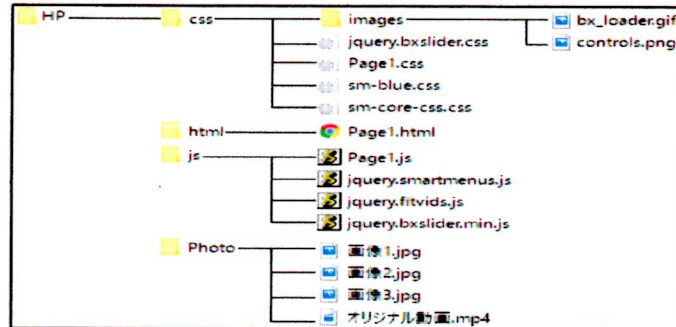 HP css images bx_loader.gif
jquery.bxslider.css controls.png
Page1.css
sm-blue.css
sm-core-css.css
html Page1.html
js Page1.js
jquery.smartmenus.js
jquery.fitvids.js
jquery.bxslider.min.js
Photo 画像1.jpg
画像2.jpg
画像3.jpg
オリジナル動画.mp4